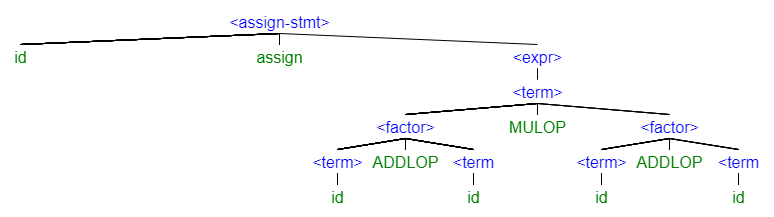 <assign-stmt>
id assign <expr>
<term>
<factor> MULOP <factor>
<term> ADDLOP <term <term> ADDLOP <term
id id id id